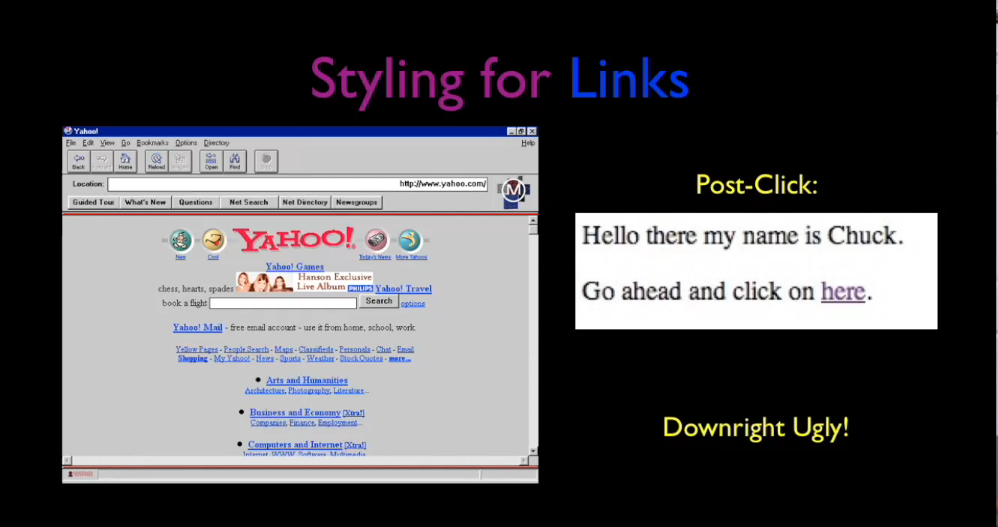 Styling for Links
Yahoo!
File Edit View Go Bookmarks Options Directory Help
Back Home Reload Open Find
Location: http://www.yahoo.com/
Guided Tour What's New Questions Net Search Net Directory Newsgroups
YAHOO!
New Cool Today's News More Yahoos
Yahoo! Games
Hanson Exclusive
Live Album PHILIPS
chess, hearts, spades Yahoo! Travel
book a flight Search options
Yahoo! Mail - free email account - use it from home, school, work
Yellow Pages - People Search - Maps - Classifieds - Personals - Chat - Email
Shopping - My Yahoo! - News - Sports - Weather - Stock Quotes - more...
• Arts and Humanities
Architecture, Photography, Literature...
• Business and Economy [Xtra!]
Companies, Finance, Employment...
• Computers and Internet [Xtra!]
Internet, WWW, Software, Multimedia
Post-Click:
Hello there my name is Chuck.
Go ahead and click on here.
Downright Ugly!